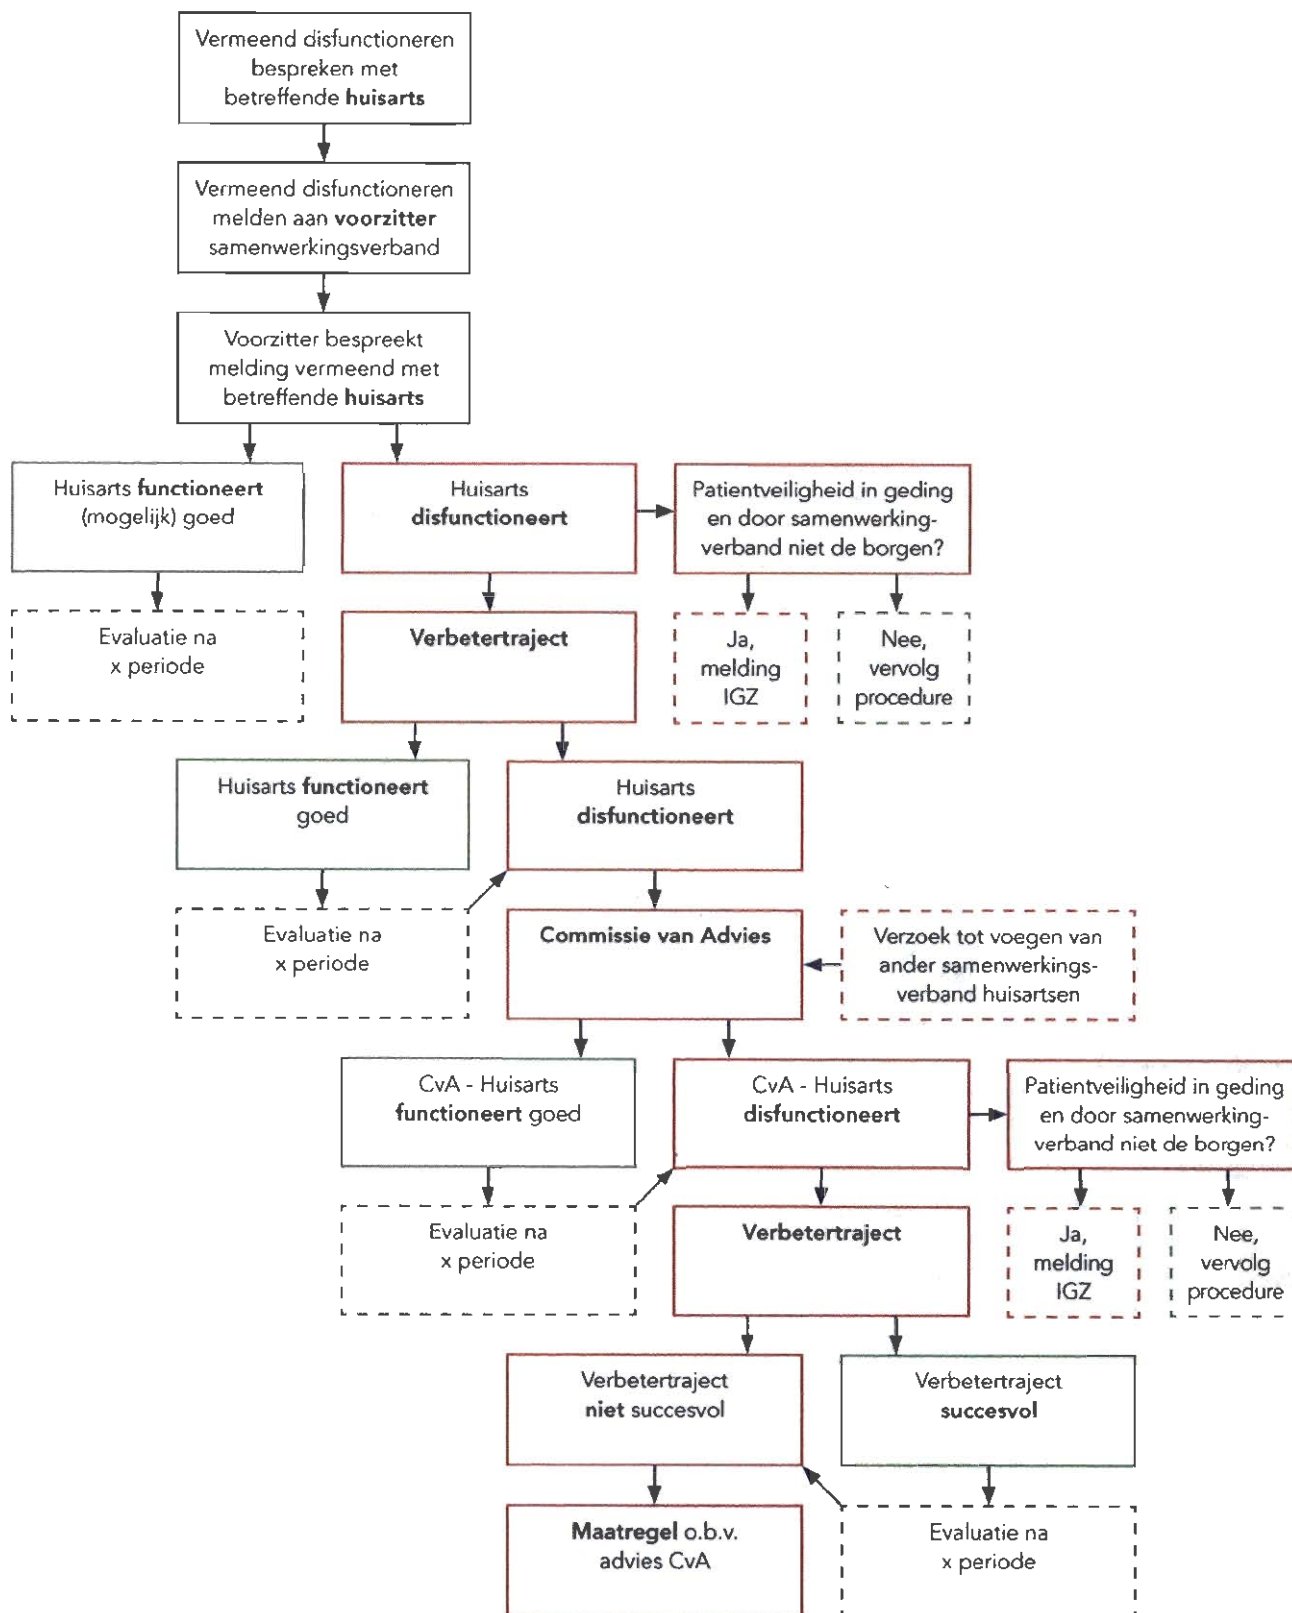 Vermeend disfunctioneren
bespreken met
betreffende huisarts
Vermeend disfunctioneren
melden aan voorzitter
samenwerkingsverband
Voorzitter bespreekt
melding vermeend met
betreffende huisarts
Huisarts functioneert
(mogelijk) goed
Huisarts
disfunctioneert
Patientveiligheid in geding
en door samenwerking-
verband niet de borgen?
Evaluatie na
x periode
Verbetertraject
Ja,
melding
IGZ
Nee,
vervolg
procedure
Huisarts functioneert
goed
Huisarts
disfunctioneert
Evaluatie na
x periode
Commissie van Advies
Verzoek tot voegen van
ander samenwerkings-
verband huisartsen
CvA - Huisarts
functioneert goed
CvA - Huisarts
disfunctioneert
Patientveiligheid in geding
en door samenwerking-
verband niet de borgen?
Evaluatie na
x periode
Verbetertraject
Ja,
melding
IGZ
Nee,
vervolg
procedure
Verbetertraject
niet succesvol
Verbetertraject
succesvol
Maatregel o.b.v.
advies CvA
Evaluatie na
x periode